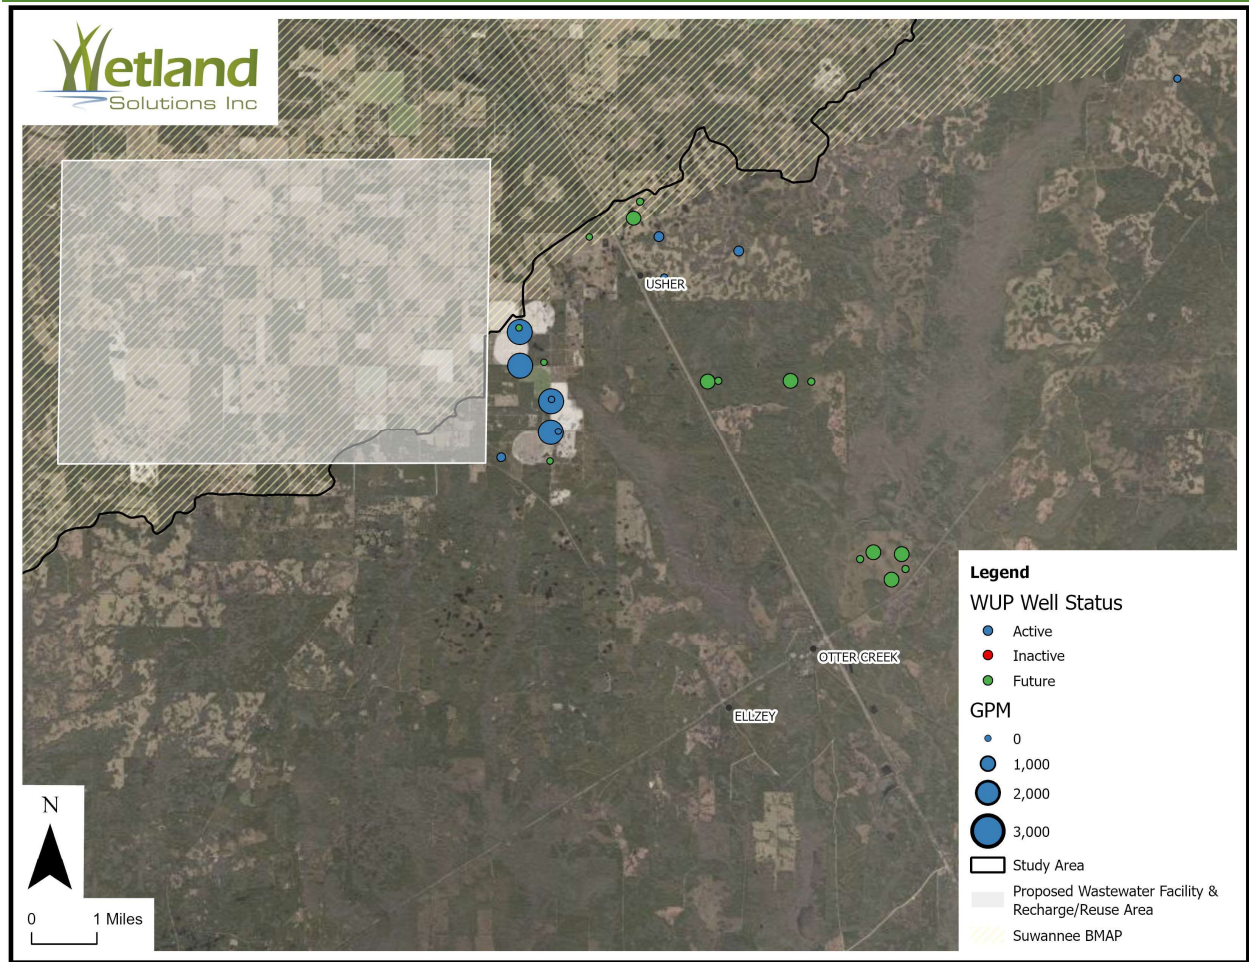 Wetland
Solutions Inc
USHER
OTTER CREEK
ELLZEY
N
0 1 Miles
Legend
WUP Well Status
Active
Inactive
Future
GPM
0
1,000
2,000
3,000
Study Area
Proposed Wastewater Facility &
Recharge/Reuse Area
Suwannee BMAP